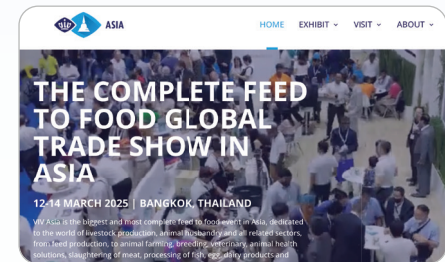 VIV ASIA
HOME EXHIBIT VISIT ABOUT
THE COMPLETE FEED
TO FOOD GLOBAL
TRADE SHOW IN
ASIA
12-14 MARCH 2025 | BANGKOK, THAILAND
VIV Asia is the biggest and most complete feed to food event in Asia, dedicated
to the world of livestock production, animal husbandry and all related sectors,
from feed production, to animal farming, breeding, veterinary, animal health
solutions, slaughtering of meat, processing of fish, egg, dairy products and